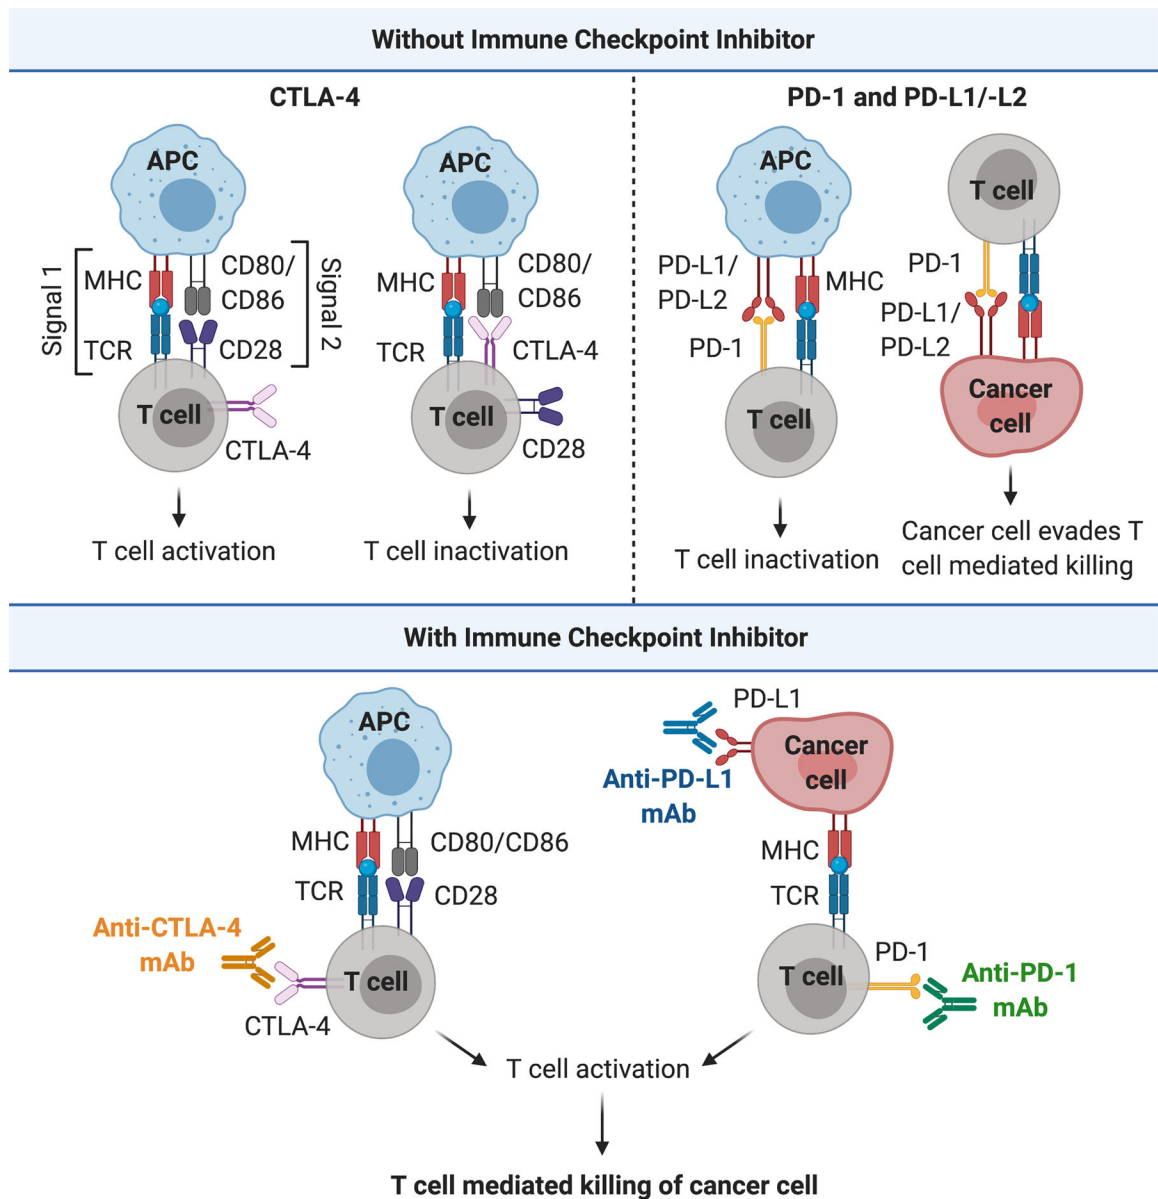 Without Immune Checkpoint Inhibitor
CTLA-4
APC
Signal 1
MHC
TCR
CD80/
CD86
CD28
Signal 2
T cell
CTLA-4
T cell activation
APC
MHC
TCR
CD80/
CD86
CTLA-4
T cell
CD28
T cell inactivation
PD-1 and PD-L1/-L2
APC
PD-L1/
PD-L2
MHC
PD-1
T cell
T cell inactivation
T cell
PD-1
PD-L1/
PD-L2
Cancer
cell
Cancer cell evades T
cell mediated killing
With Immune Checkpoint Inhibitor
APC
MHC
CD80/CD86
TCR
CD28
Anti-CTLA-4
mAb
T cell
CTLA-4
PD-L1
Cancer
cell
Anti-PD-L1
mAb
MHC
TCR
T cell
PD-1
Anti-PD-1
mAb
T cell activation
T cell mediated killing of cancer cell